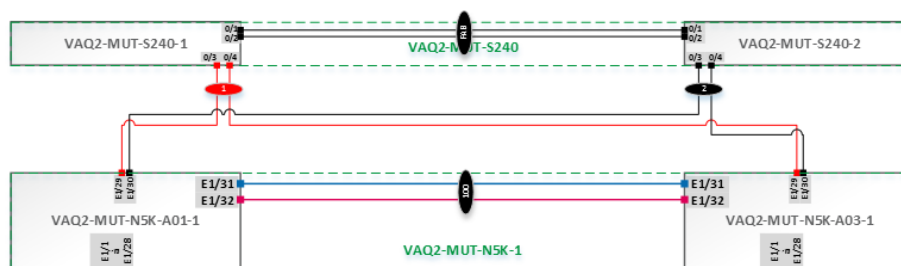 0/1
0/2
VAQ2-MUT-S240-1
FAB
VAQ2-MUT-S240
0/1
0/2
VAQ2-MUT-S240-2
0/3 0/4
0/3 0/4
1
2
E1/29
E1/30
E1/31
E1/32
100
E1/31
E1/32
E1/29
E1/30
VAQ2-MUT-N5K-A01-1
VAQ2-MUT-N5K-A03-1
E1/1
à
E1/28
VAQ2-MUT-N5K-1
E1/1
à
E1/28